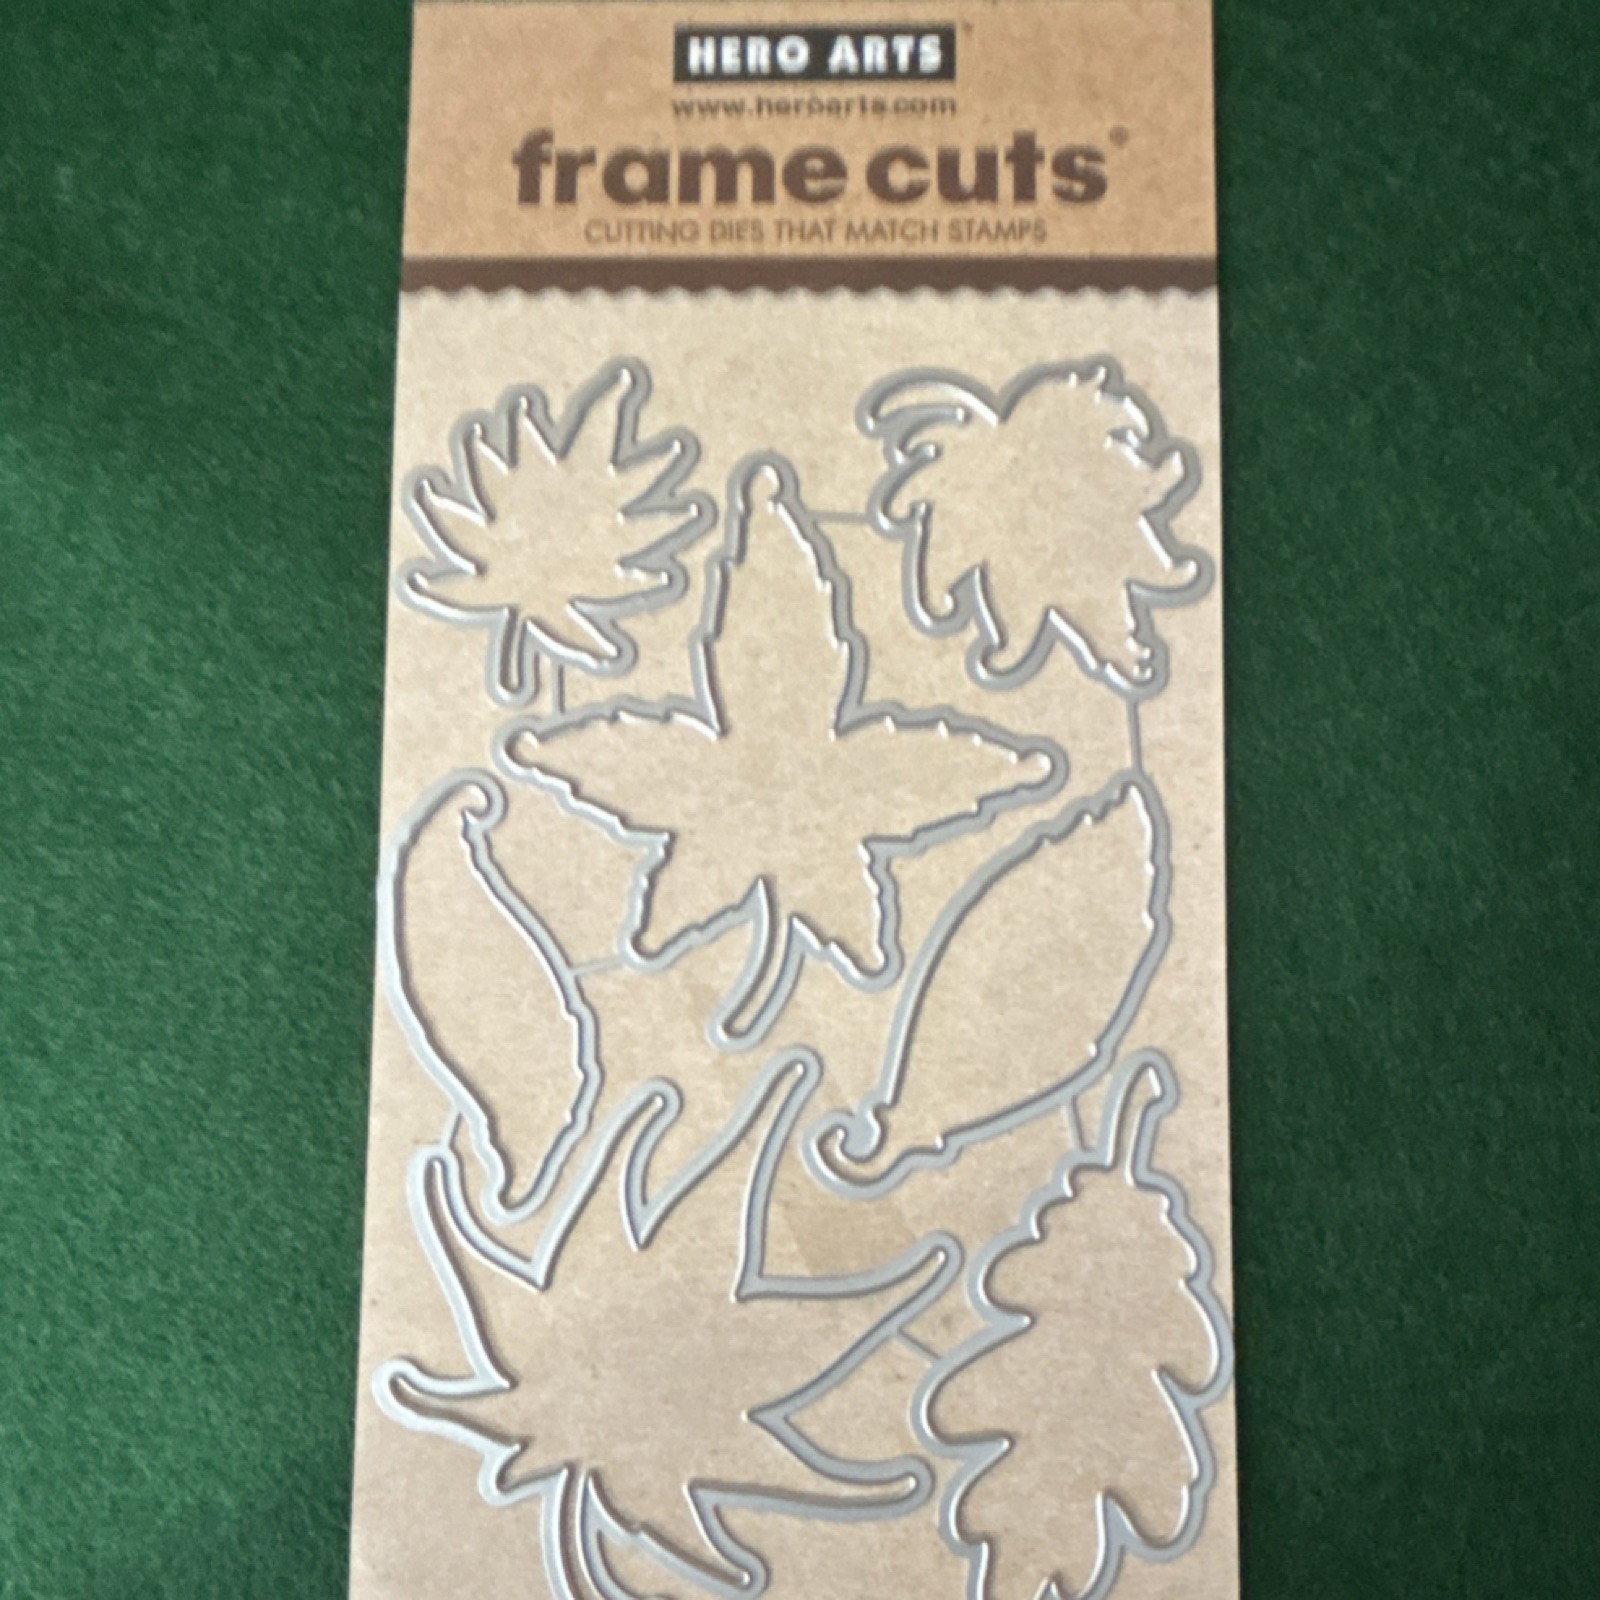 HERO ARTS
www.heroarts.com
frame cuts®
CUTTING DIES THAT MATCH STAMPS